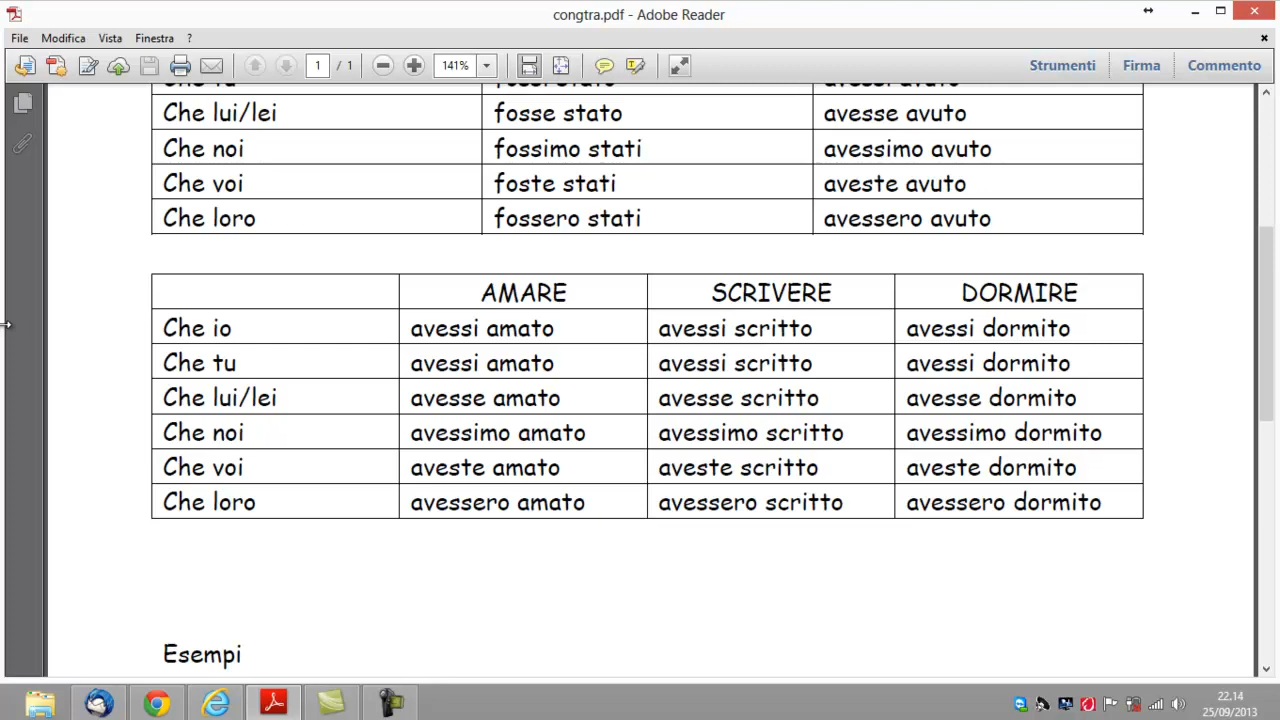 congtra.pdf - Adobe Reader
File Modifica Vista Finestra ?
1 / 1 141% Strumenti Firma Commento
Che lui/lei fosse stato avesse avuto
Che noi fossimo stati avessimo avuto
Che voi foste stati aveste avuto
Che loro fossero stati avessero avuto
AMARE SCRIVERE DORMIRE
Che io avessi amato avessi scritto avessi dormito
Che tu avessi amato avessi scritto avessi dormito
Che lui/lei avesse amato avesse scritto avesse dormito
Che noi avessimo amato avessimo scritto avessimo dormito
Che voi aveste amato aveste scritto aveste dormito
Che loro avessero amato avessero scritto avessero dormito
Esempi
22.14
25/09/2013